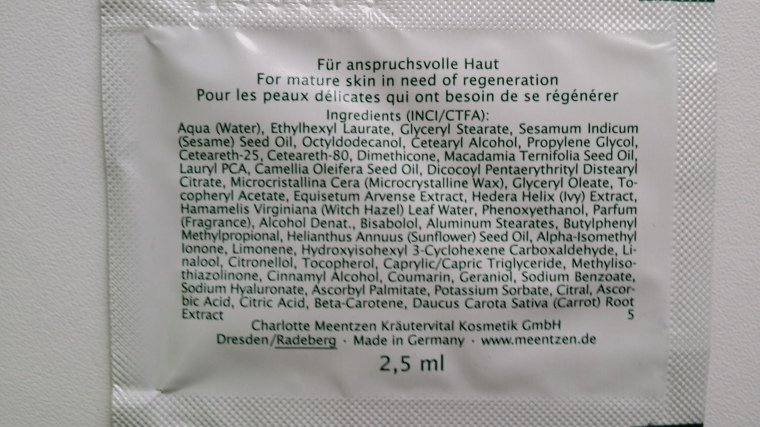 Für anspruchsvolle Haut
For mature skin in need of regeneration
Pour les peaux délicates qui ont besoin de se régénérer
Ingredients (INCI/CTFA):
Aqua (Water), Ethylhexyl Laurate, Glyceryl Stearate, Sesamum Indicum
(Sesame) Seed Oil, Octyldodecanol, Cetearyl Alcohol, Propylene Glycol,
Ceteareth-25, Ceteareth-80, Dimethicone, Macadamia Ternifolia Seed Oil,
Lauryl PCA, Camellia Oleifera Seed Oil, Dicocoyl Pentaerythrityl Distearyl
Citrate, Microcristallina Cera (Microcrystalline Wax), Glyceryl Oleate, To-
copheryl Acetate, Equisetum Arvense Extract, Hedera Helix (Ivy) Extract,
Hamamelis Virginiana (Witch Hazel) Leaf Water, Phenoxyethanol, Parfum
(Fragrance), Alcohol Denat., Bisabolol, Aluminum Stearates, Butylphenyl
Methylpropional, Helianthus Annuus (Sunflower) Seed Oil, Alpha-Isomethyl
Ionone, Limonene, Hydroxyisohexyl 3-Cyclohexene Carboxaldehyde, Li-
nalool, Citronellol, Tocopherol, Caprylic/Capric Triglyceride, Methyliso-
thiazolinone, Cinnamyl Alcohol, Coumarin, Geraniol, Sodium Benzoate,
Sodium Hyaluronate, Ascorbyl Palmitate, Potassium Sorbate, Citral, Ascor-
bic Acid, Citric Acid, Beta-Carotene, Daucus Carota Sativa (Carrot) Root
Extract 5
Charlotte Meentzen Kräutervital Kosmetik GmbH
Dresden/Radeberg · Made in Germany · www.meentzen.de
2,5 ml